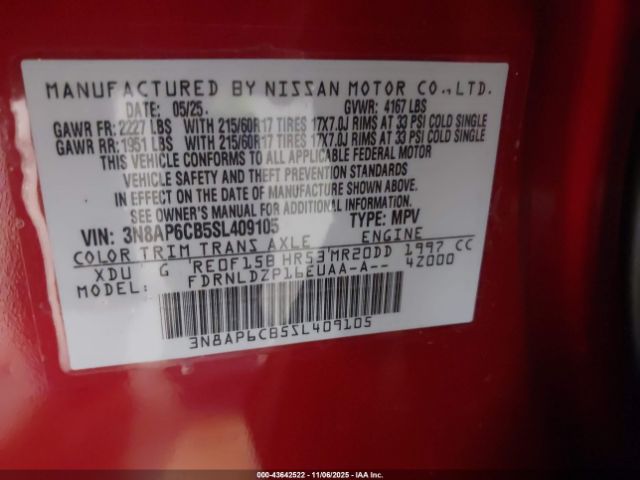 MANUFACTURED BY NISSAN MOTOR CO., LTD.
DATE: 05/25. GVWR: 4167 LBS
GAWR FR: 2227 LBS WITH 215/60R17 TIRES 17X7.0J RIMS AT 33 PSI COLD SINGLE
GAWR RR: 1951 LBS WITH 215/60R17 TIRES 17X7.0J RIMS AT 33 PSI COLD SINGLE
THIS VEHICLE CONFORMS TO ALL APPLICABLE FEDERAL MOTOR
VEHICLE SAFETY AND THEFT PREVENTION STANDARDS
IN EFFECT ON THE DATE OF MANUFACTURE SHOWN ABOVE.
SEE OWNER'S MANUAL FOR ADDITIONAL INFORMATION.
VIN: 3N8AP6CB5SL409105 TYPE: MPV
COLOR TRIM TRANS AXLE ENGINE
XDU G RE0F15B HR53 MR20DD 1997 CC
MODEL: FDRNLDZP16EUAA-A-- 4Z000
3N8AP6CB5SL409105
000-43642522 - 11/06/2025 - IAAI, Inc.